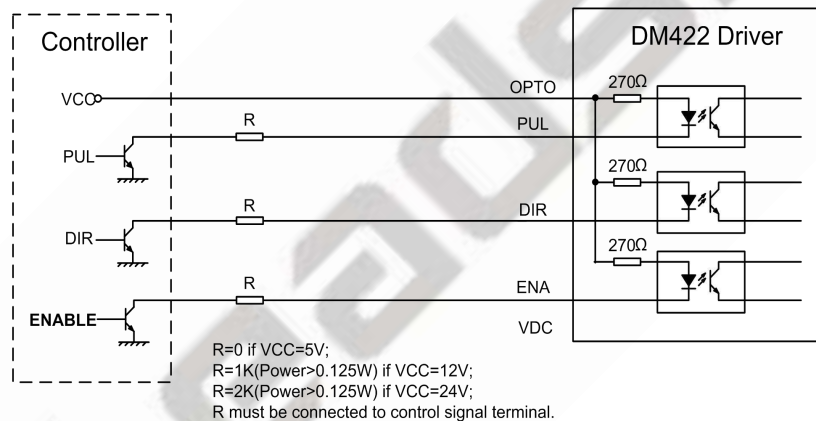 Controller
DM422 Driver
VCC
OPTO
270Ω
R
PUL
PUL
270Ω
R
DIR
DIR
270Ω
R
ENA
ENABLE
VDC
R=0 if VCC=5V;
R=1K(Power>0.125W) if VCC=12V;
R=2K(Power>0.125W) if VCC=24V;
R must be connected to control signal terminal.